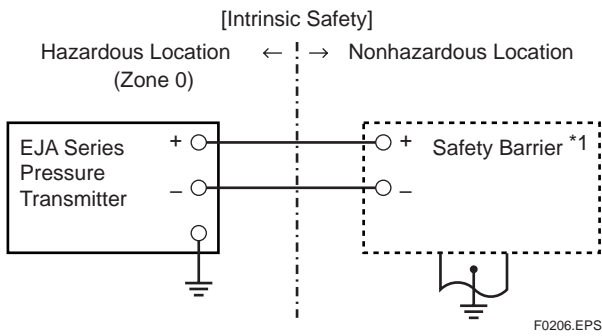 [Intrinsic Safety]
Hazardous Location ← → Nonhazardous Location
(Zone 0)
EJA Series
Pressure
Transmitter
+
–
+
–
Safety Barrier *1
F0206.EPS